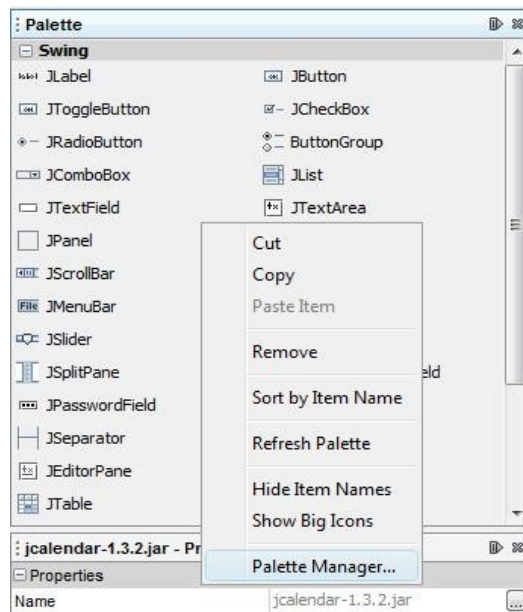 Palette
Swing
JLabel JButton
JToggleButton JCheckBox
JRadioButton ButtonGroup
JComboBox JList
JTextField JTextArea
JPanel
JScrollBar
File JMenuBar
JSlider
JSplitPane eld
JPasswordField
JSeparator
JEditorPane
JTable
Cut
Copy
Paste Item
Remove
Sort by Item Name
Refresh Palette
Hide Item Names
Show Big Icons
Palette Manager...
jcalendar-1.3.2.jar - Pr
Properties
Name jcalendar-1.3.2.jar ...